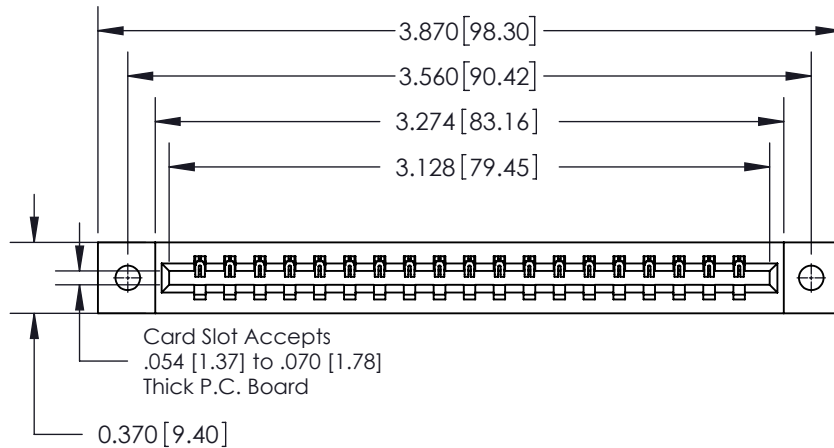 3.870 [98.30]
3.560 [90.42]
3.274 [83.16]
3.128 [79.45]
Card Slot Accepts
.054 [1.37] to .070 [1.78]
Thick P.C. Board
0.370 [9.40]